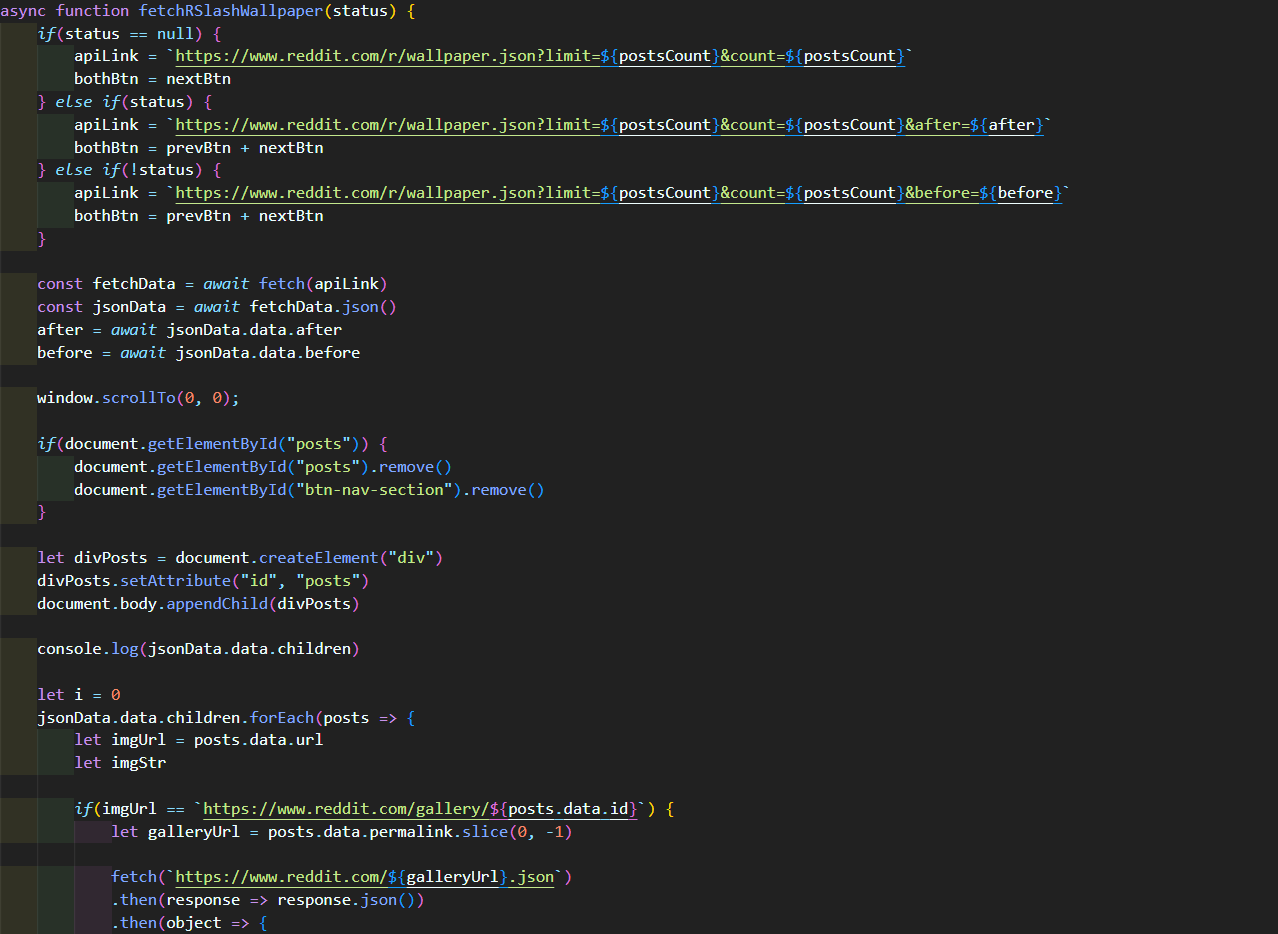 async function fetchRSlashWallpaper(status) {
    if(status == null) {
        apiLink = `https://www.reddit.com/r/wallpaper.json?limit=${postsCount}&count=${postsCount}`
        bothBtn = nextBtn
    } else if(status) {
        apiLink = `https://www.reddit.com/r/wallpaper.json?limit=${postsCount}&count=${postsCount}&after=${after}`
        bothBtn = prevBtn + nextBtn
    } else if(!status) {
        apiLink = `https://www.reddit.com/r/wallpaper.json?limit=${postsCount}&count=${postsCount}&before=${before}`
        bothBtn = prevBtn + nextBtn
    }

    const fetchData = await fetch(apiLink)
    const jsonData = await fetchData.json()
    after = await jsonData.data.after
    before = await jsonData.data.before

    window.scrollTo(0, 0);

    if(document.getElementById("posts")) {
        document.getElementById("posts").remove()
        document.getElementById("btn-nav-section").remove()
    }

    let divPosts = document.createElement("div")
    divPosts.setAttribute("id", "posts")
    document.body.appendChild(divPosts)

    console.log(jsonData.data.children)

    let i = 0
    jsonData.data.children.forEach(posts => {
        let imgUrl = posts.data.url
        let imgStr

        if(imgUrl == `https://www.reddit.com/gallery/${posts.data.id}`) {
            let galleryUrl = posts.data.permalink.slice(0, -1)

            fetch(`https://www.reddit.com/${galleryUrl}.json`)
            .then(response => response.json())
            .then(object => {